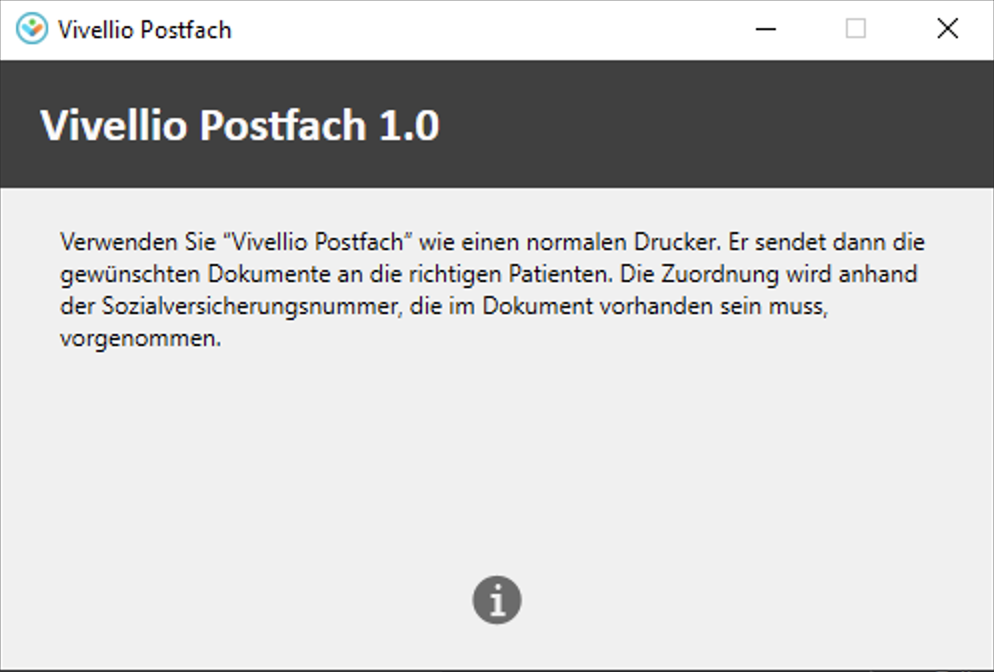 Vivellio Postfach
Vivellio Postfach 1.0
Verwenden Sie “Vivellio Postfach” wie einen normalen Drucker. Er sendet dann die
gewünschten Dokumente an die richtigen Patienten. Die Zuordnung wird anhand
der Sozialversicherungsnummer, die im Dokument vorhanden sein muss,
vorgenommen.